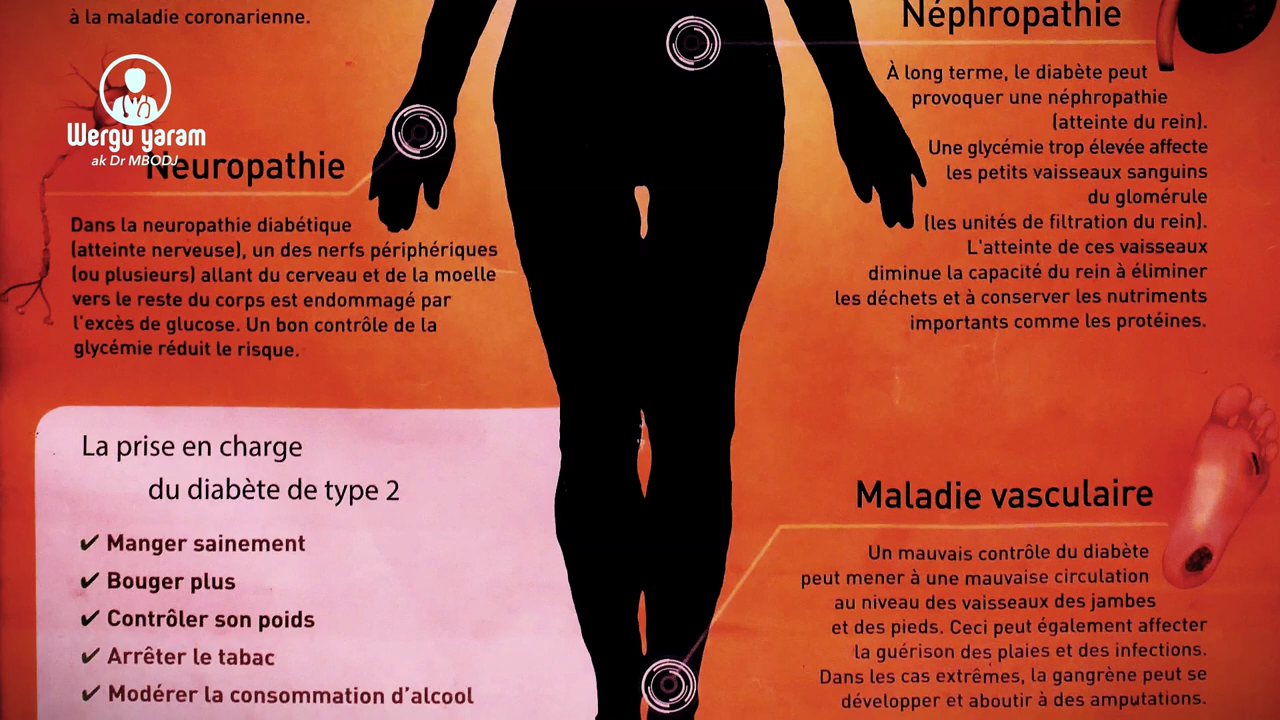 à la maladie coronarienne.
Wergu yaram
ak Dr MBODJ
Neuropathie
Dans la neuropathie diabétique
(atteinte nerveuse), un des nerfs périphériques
(ou plusieurs) allant du cerveau et de la moelle
vers le reste du corps est endommagé par
l'excès de glucose. Un bon contrôle de la
glycémie réduit le risque.
La prise en charge
du diabète de type 2
✔ Manger sainement
✔ Bouger plus
✔ Contrôler son poids
✔ Arrêter le tabac
✔ Modérer la consommation d'alcool
Néphropathie
À long terme, le diabète peut
provoquer une néphropathie
(atteinte du rein).
Une glycémie trop élevée affecte
les petits vaisseaux sanguins
du glomérule
(les unités de filtration du rein).
L'atteinte de ces vaisseaux
diminue la capacité du rein à éliminer
les déchets et à conserver les nutriments
importants comme les protéines.
Maladie vasculaire
Un mauvais contrôle du diabète
peut mener à une mauvaise circulation
au niveau des vaisseaux des jambes
et des pieds. Ceci peut également affecter
la guérison des plaies et des infections.
Dans les cas extrêmes, la gangrène peut se
développer et aboutir à des amputations.